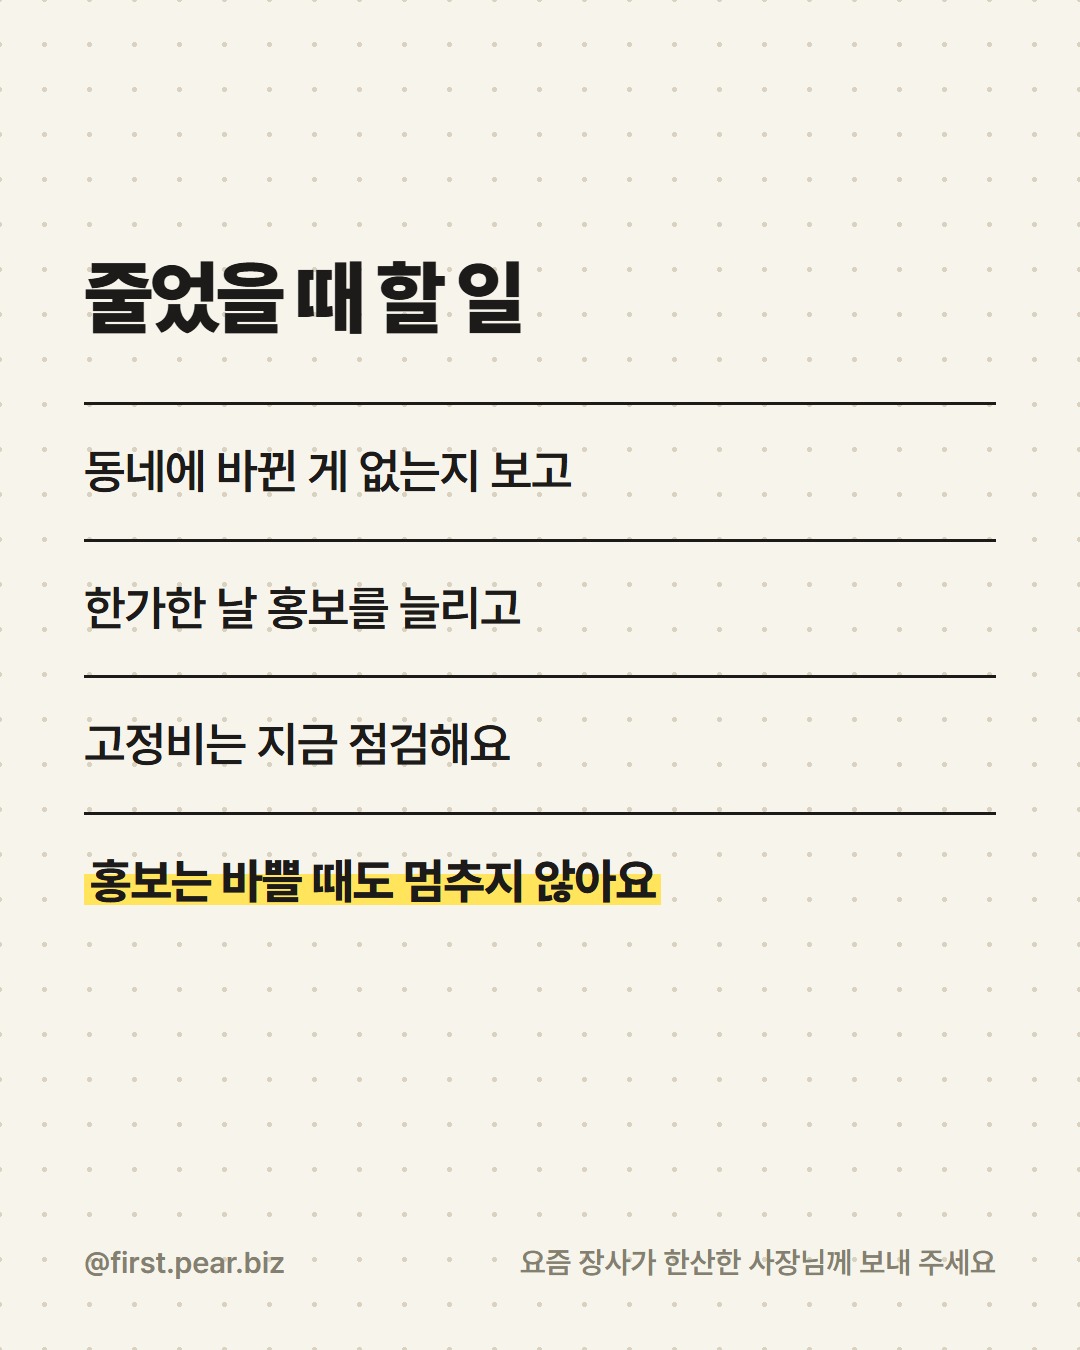 줄었을 때 할 일
동네에 바뀐 게 없는지 보고
한가한 날 홍보를 늘리고
고정비는 지금 점검해요
홍보는 바쁠 때도 멈추지 않아요
@first.pear.biz
요즘 장사가 한산한 사장님께 보내 주세요